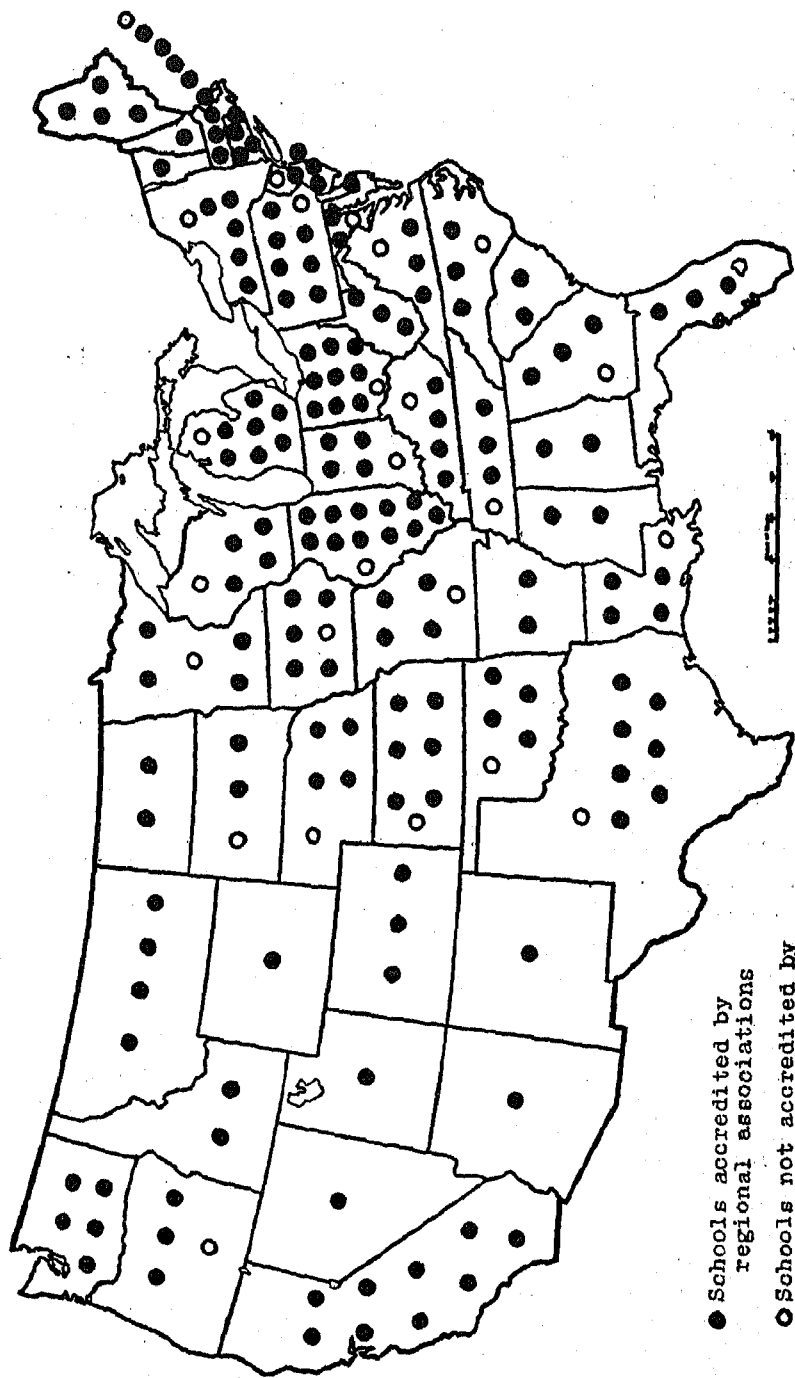 ● Schools accredited by
regional associations
○ Schools not accredited by